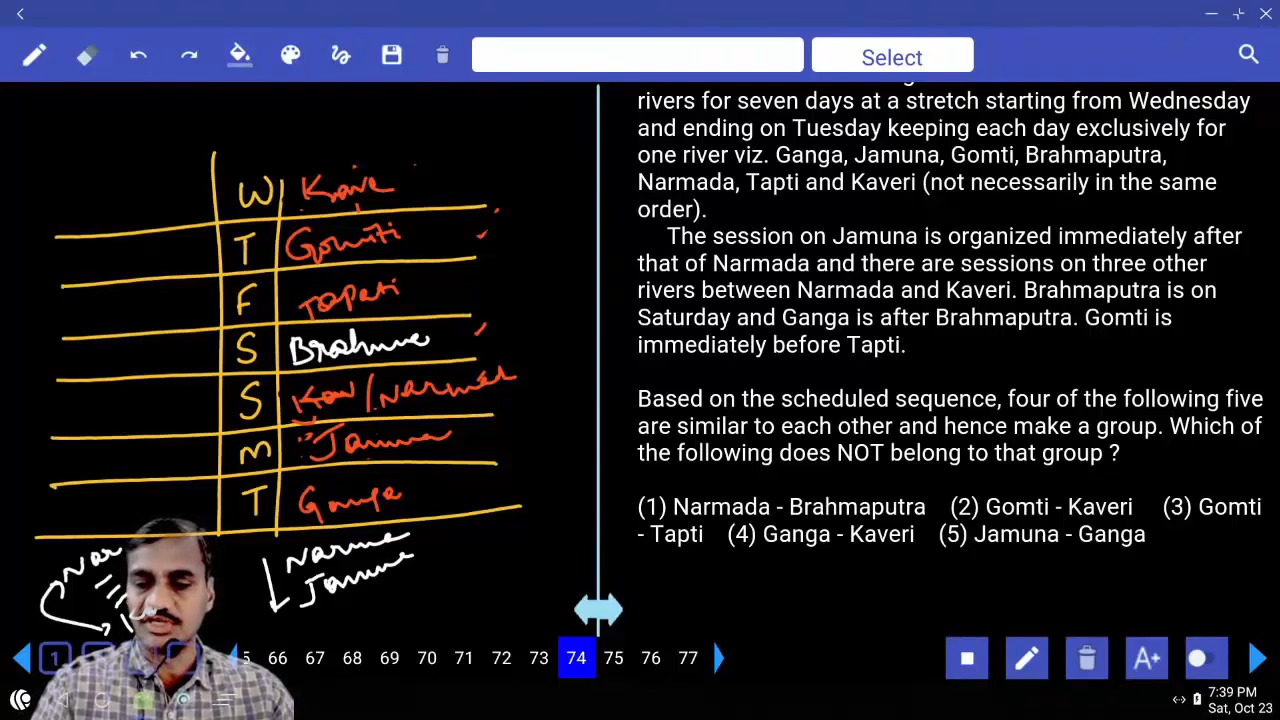 Select
rivers for seven days at a stretch starting from Wednesday
and ending on Tuesday keeping each day exclusively for
one river viz. Ganga, Jamuna, Gomti, Brahmaputra,
Narmada, Tapti and Kaveri (not necessarily in the same
order).
The session on Jamuna is organized immediately after
that of Narmada and there are sessions on three other
rivers between Narmada and Kaveri. Brahmaputra is on
Saturday and Ganga is after Brahmaputra. Gomti is
immediately before Tapti.
Based on the scheduled sequence, four of the following five
are similar to each other and hence make a group. Which of
the following does NOT belong to that group ?
(1) Narmada - Brahmaputra (2) Gomti - Kaveri (3) Gomti
- Tapti (4) Ganga - Kaveri (5) Jamuna - Ganga
W
T Gomiti
F Tapati
S
S
M Jamuna
T Ganga
Nar
1 5 66 67 68 69 70 71 72 73 74 75 76 77
A+
7:39 PM
Sat, Oct 23